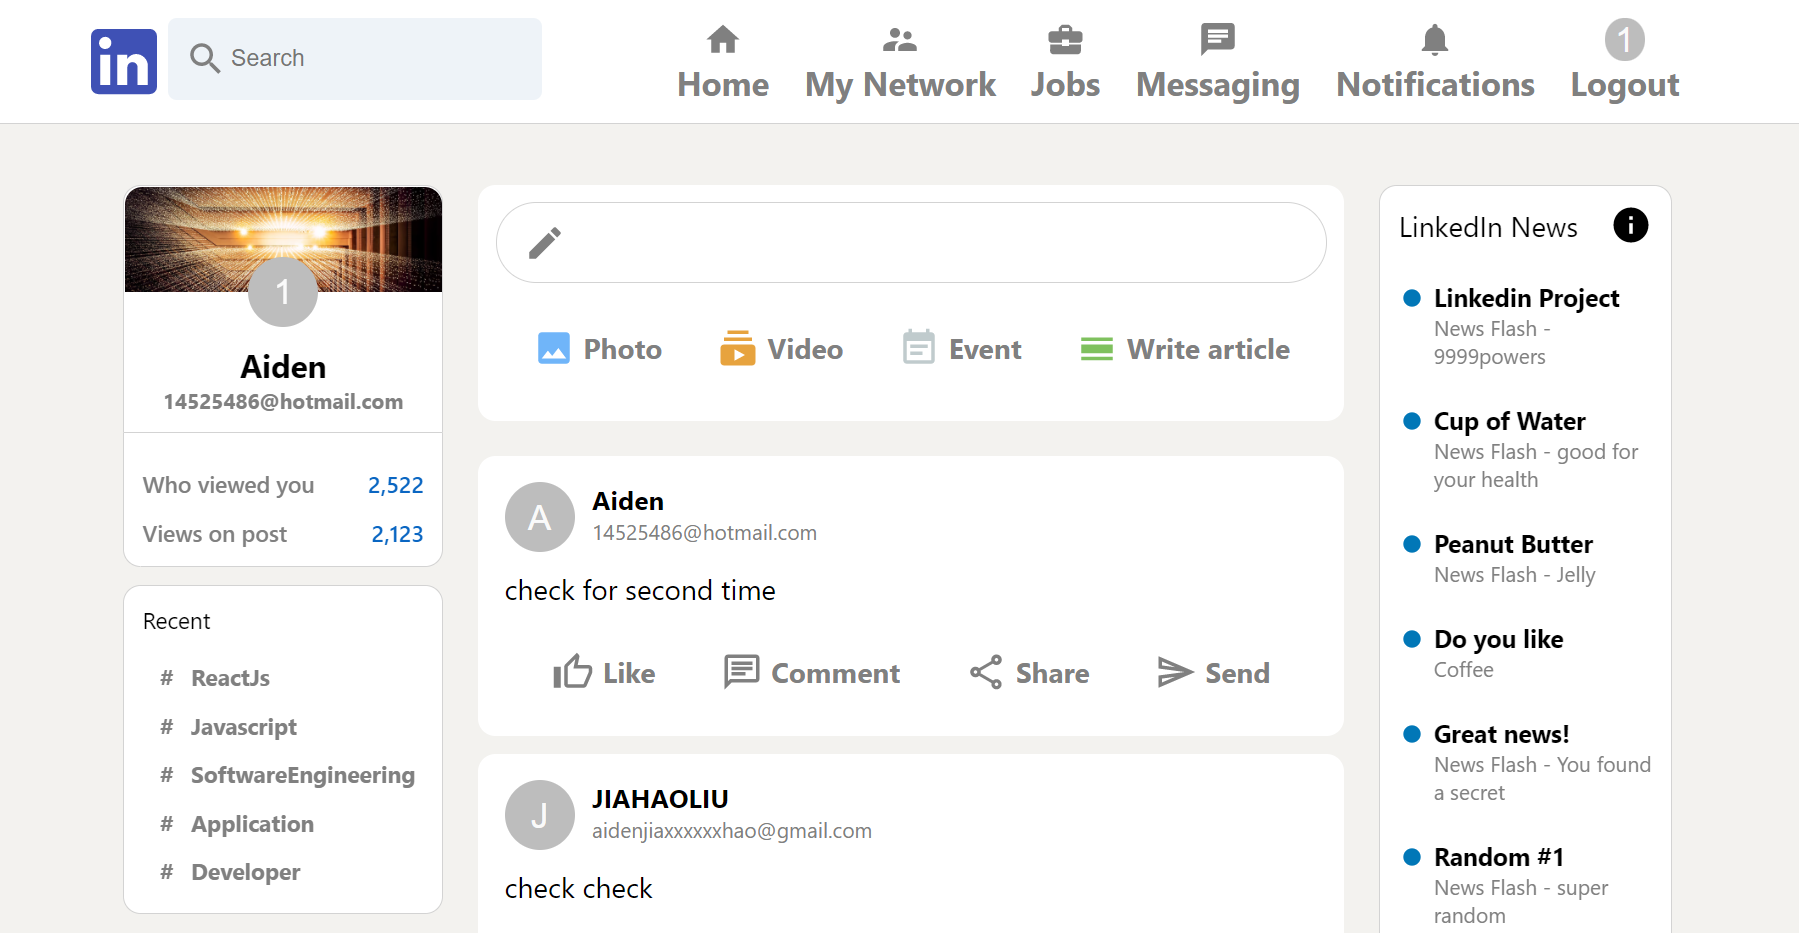 in
Search
Home
My Network
Jobs
Messaging
Notifications
1
Logout
1
Aiden
14525486@hotmail.com
Who viewed you 2,522
Views on post 2,123
Recent
# ReactJs
# Javascript
# SoftwareEngineering
# Application
# Developer
Photo
Video
Event
Write article
A
Aiden
14525486@hotmail.com
check for second time
Like
Comment
Share
Send
J
JIAHAOLIU
aidenjiaxxxxxxhao@gmail.com
check check
LinkedIn News
Linkedin Project
News Flash -
9999powers
Cup of Water
News Flash - good for
your health
Peanut Butter
News Flash - Jelly
Do you like
Coffee
Great news!
News Flash - You found
a secret
Random #1
News Flash - super
random